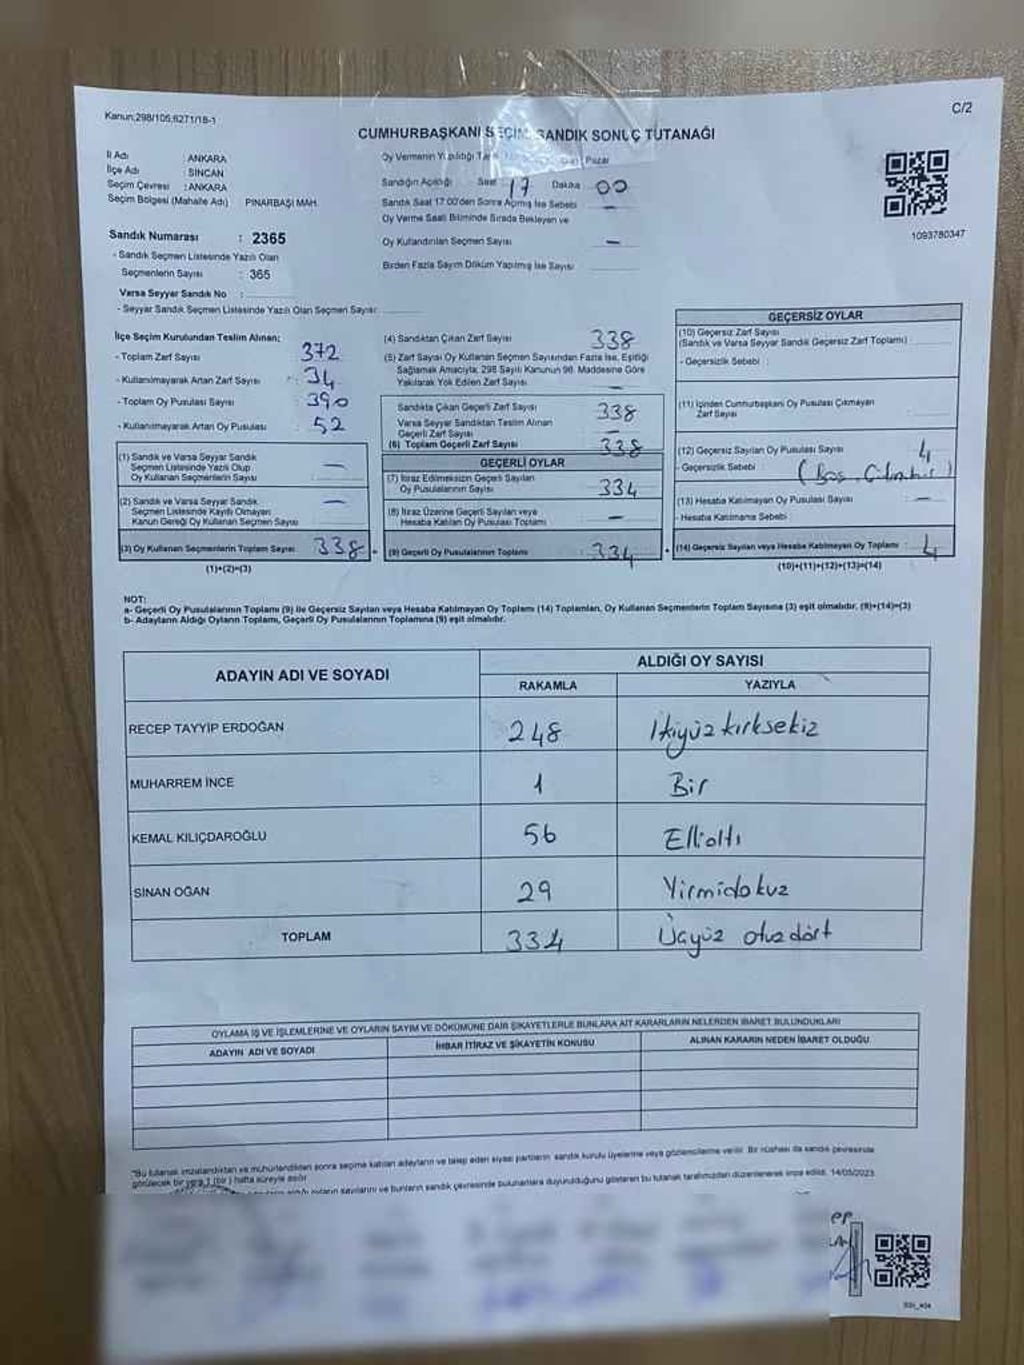 Kanun;298/105;6271/18-1
C/2
CUMHURBAŞKANI SEÇİMİ SANDIK SONUÇ TUTANAĞI
İl Adı : ANKARA
İlçe Adı : SİNCAN
Seçim Çevresi : ANKARA
Seçim Bölgesi (Mahalle Adı) PINARBAŞI MAH.
Sandık Numarası : 2365
- Sandık Seçmen Listesinde Yazılı Olan
Seçmenlerin Sayısı : 365
Varsa Seyyar Sandık No :
- Seyyar Sandık Seçmen Listesinde Yazılı Olan Seçmen Sayısı:
Oy Vermenin Yapıldığı Pazar
Sandığın Açıldığı Saat 17 Dakika 00
Sandık Saat 17:00'den Sonra Açılmış İse Sebebi —
Oy Verme Saati Bitiminde Sırada Bekleyen ve
Oy Kullandırılan Seçmen Sayısı —
Birden Fazla Sayım Döküm Yapılmış İse Sayısı
1093780347
İlçe Seçim Kurulundan Teslim Alınan;
- Toplam Zarf Sayısı : 372
- Kullanılmayarak Artan Zarf Sayısı : 34
- Toplam Oy Pusulası Sayısı : 390
- Kullanılmayarak Artan Oy Pusulası : 52
(1) Sandık ve Varsa Seyyar Sandık
Seçmen Listesinde Yazılı Olup
Oy Kullanan Seçmenlerin Sayısı : —
(2) Sandık ve Varsa Seyyar Sandık
Seçmen Listesinde Kayıtlı Olmayan
Kanun Gereği Oy Kullanan Seçmen Sayısı —
(3) Oy Kullanan Seçmenlerin Toplam Sayısı 338
(1)+(2)=(3)
(4) Sandıktan Çıkan Zarf Sayısı 338
(5) Zarf Sayısı Oy Kullanan Seçmen Sayısından Fazla İse, Eşitliği
Sağlamak Amacıyla; 298 Sayılı Kanunun 98. Maddesine Göre
Yakılarak Yok Edilen Zarf Sayısı —
Sandıkta Çıkan Geçerli Zarf Sayısı 338
Varsa Seyyar Sandıktan Teslim Alınan
Geçerli Zarf Sayısı —
(6) Toplam Geçerli Zarf Sayısı 338
GEÇERLİ OYLAR
(7) İtiraz Edilmeksizin Geçerli Sayılan
Oy Pusulalarının Sayısı 334
(8) İtiraz Üzerine Geçerli Sayılan veya
Hesaba Katılan Oy Pusulası Toplamı —
(9) Geçerli Oy Pusulalarının Toplamı 334
GEÇERSİZ OYLAR
(10) Geçersiz Zarf Sayısı
(Sandık ve Varsa Seyyar Sandık Geçersiz Zarf Toplamı)
- Geçersizlik Sebebi :
(11) İçinden Cumhurbaşkanı Oy Pusulası Çıkmayan
Zarf Sayısı
(12) Geçersiz Sayılan Oy Pusulası Sayısı 4
- Geçersizlik Sebebi
(13) Hesaba Katılmayan Oy Pusulası Sayısı : —
- Hesaba Katılmama Sebebi :
(14) Geçersiz Sayılan veya Hesaba Katılmayan Oy Toplamı : 4
(10)+(11)+(12)+(13)=(14)
NOT:
a- Geçerli Oy Pusulalarının Toplamı (9) ile Geçersiz Sayılan veya Hesaba Katılmayan Oy Toplamı (14) Toplamları, Oy Kullanan Seçmenlerin Toplam Sayısına (3) eşit olmalıdır. (9)+(14)=(3)
b- Adayların Aldığı Oyların Toplamı, Geçerli Oy Pusulalarının Toplamına (9) eşit olmalıdır.
ADAYIN ADI VE SOYADI
ALDIĞI OY SAYISI
RAKAMLA YAZIYLA
RECEP TAYYİP ERDOĞAN 248 İkiyüz kırksekiz
MUHARREM İNCE 1 Bir
KEMAL KILIÇDAROĞLU 56 Ellialtı
SİNAN OĞAN 29 Yirmidokuz
TOPLAM 334 Üçyüz otuzdört
OYLAMA İŞ VE İŞLEMLERİNE VE OYLARIN SAYIM VE DÖKÜMÜNE DAİR ŞİKAYETLERLE BUNLARA AİT KARARLARIN NELERDEN İBARET BULUNDUKLARI
ADAYIN ADI VE SOYADI İHBAR İTİRAZ VE ŞİKAYETİN KONUSU ALINAN KARARIN NEDEN İBARET OLDUĞU
"Bu tutanak imzalandıktan ve mühürlendikten sonra seçime katılan adayların ve talep eden siyasi partilerin sandık kurulu üyelerine veya gözlemcilerine verilir. Bir nüshası da sandık çevresinde
görülecek bir yere 1 (bir) hafta süreyle asılır.
oyların sayılarını ve bunların sandık çevresinde bulunanlara duyurulduğunu gösteren bu tutanak tarafımızdan düzenlenerek imza edildi. 14/05/2023